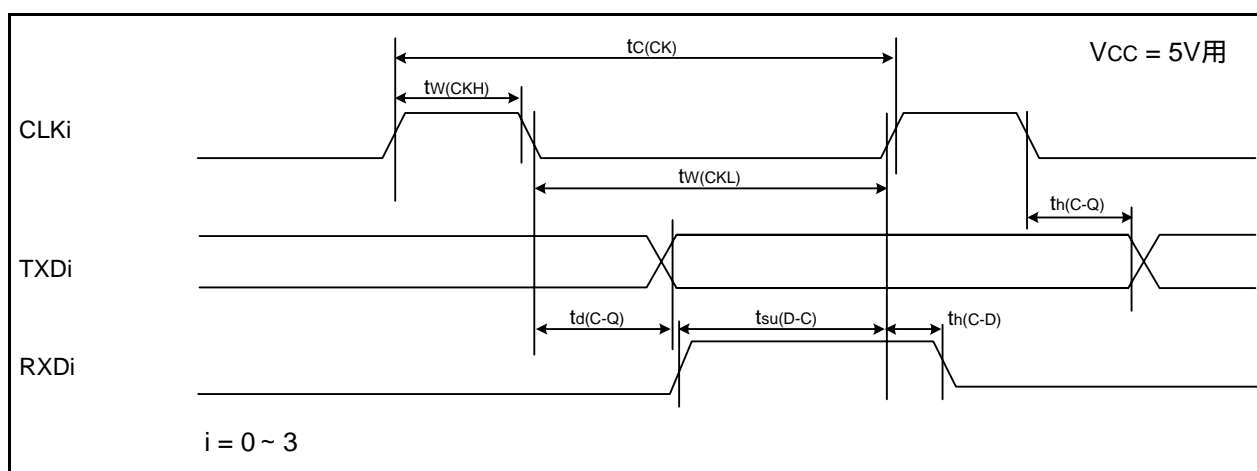 tC(CK)
VCC = 5V用
tW(CKH)
CLKi
tW(CKL)
th(C-Q)
TXDi
td(C-Q)
tsu(D-C)
th(C-D)
RXDi
i = 0 ~ 3